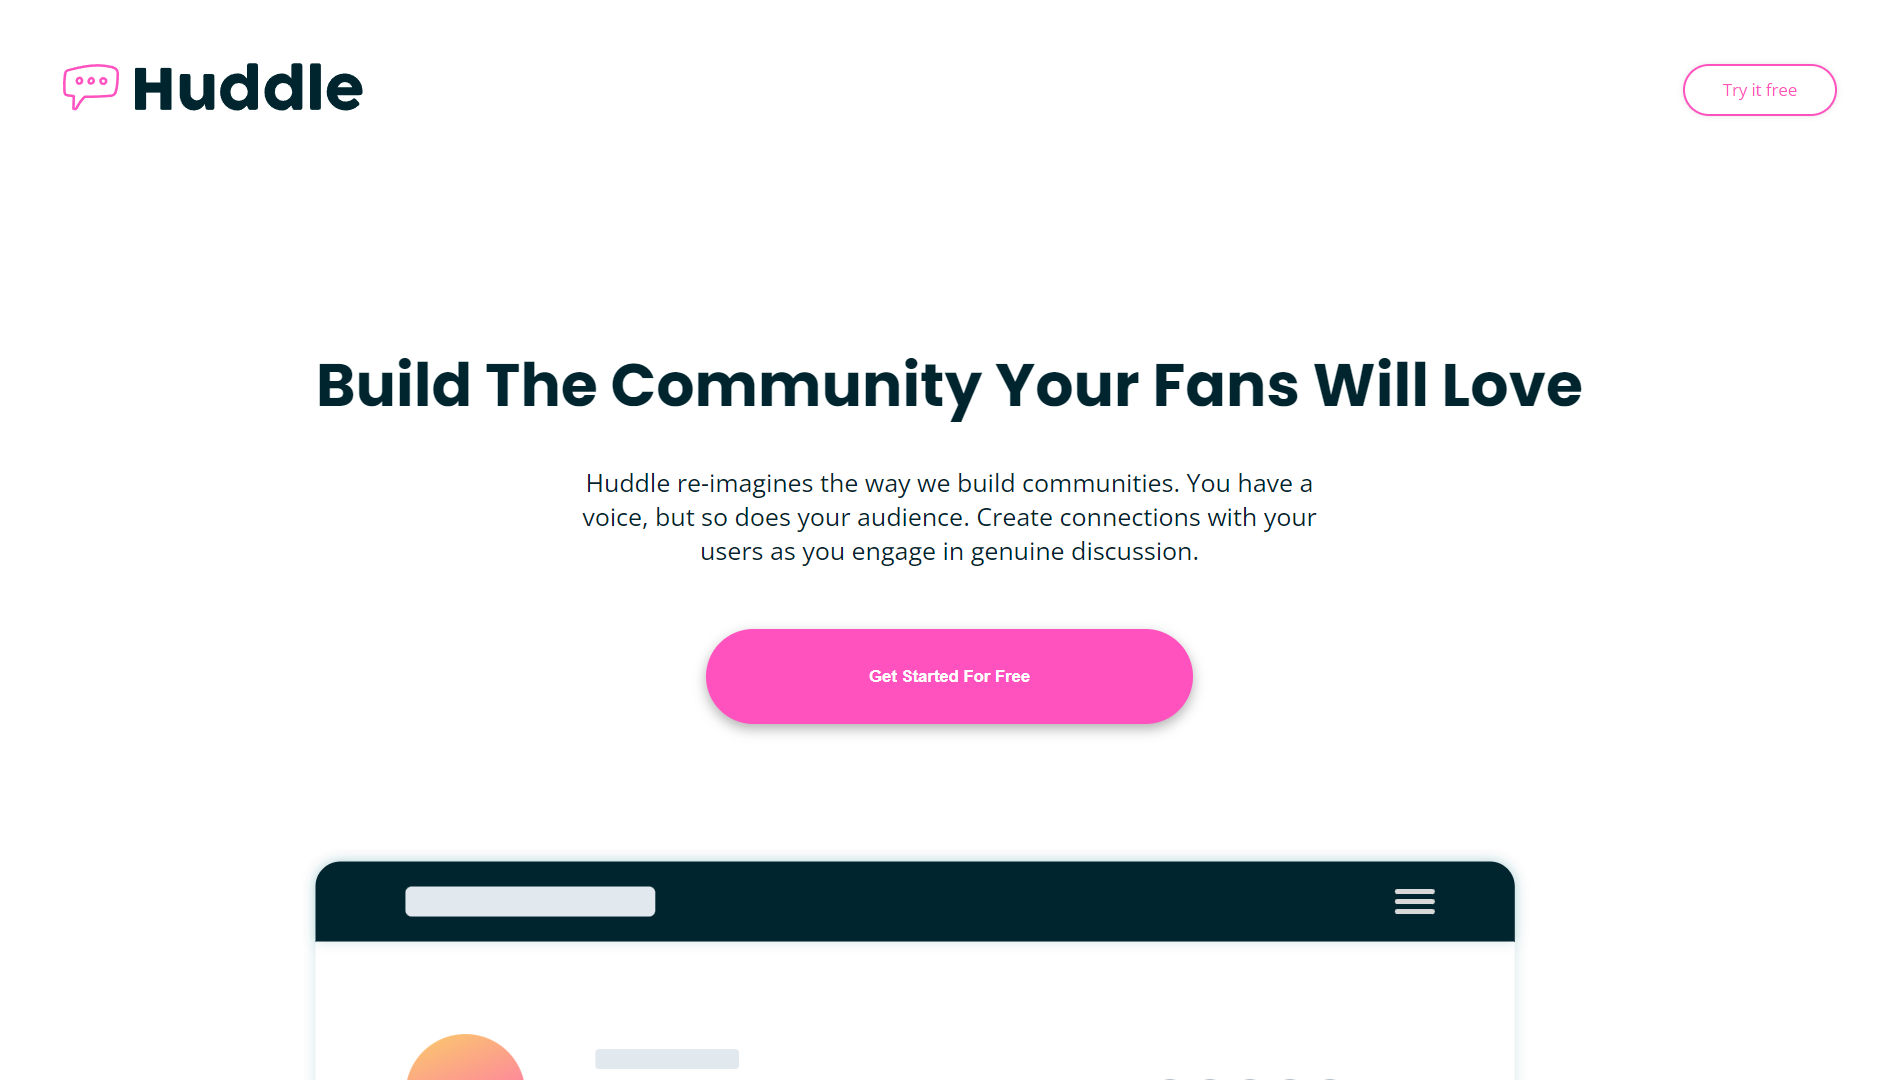 Huddle
Try it free
Build The Community Your Fans Will Love
Huddle re-imagines the way we build communities. You have a
voice, but so does your audience. Create connections with your
users as you engage in genuine discussion.
Get Started For Free